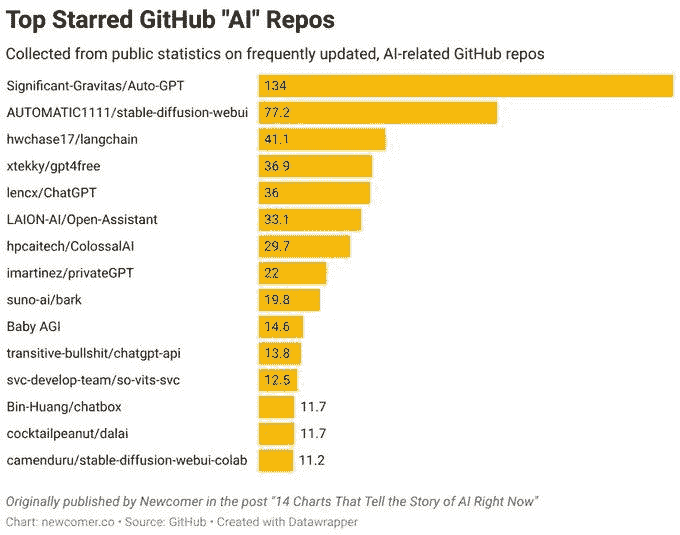 Top Starred GitHub "AI" Repos
Collected from public statistics on frequently updated, AI-related GitHub repos
Significant-Gravitas/Auto-GPT 134
AUTOMATIC1111/stable-diffusion-webui 77.2
hwchase17/langchain 41.1
xtekky/gpt4free 36.9
lencx/ChatGPT 36
LAION-AI/Open-Assistant 33.1
hpcaitech/ColossalAI 29.7
imartinez/privateGPT 22
suno-ai/bark 19.8
Baby AGI 14.6
transitive-bullshit/chatgpt-api 13.8
svc-develop-team/so-vits-svc 12.5
Bin-Huang/chatbox 11.7
cocktailpeanut/dalai 11.7
camenduru/stable-diffusion-webui-colab 11.2
Originally published by Newcomer in the post "14 Charts That Tell the Story of AI Right Now"
Chart: newcomer.co • Source: GitHub • Created with Datawrapper